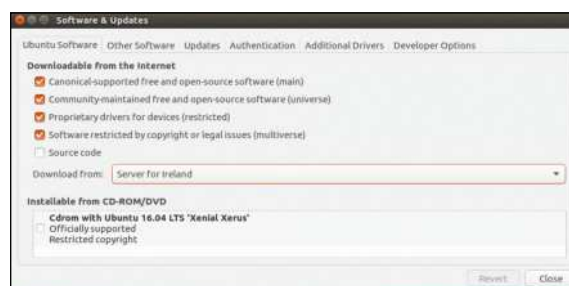 Software & Updates
Ubuntu Software Other Software Updates Authentication Additional Drivers Developer Options
Downloadable from the Internet
Canonical-supported free and open-source software (main)
Community-maintained free and open-source software (universe)
Proprietary drivers for devices (restricted)
Software restricted by copyright or legal issues (multiverse)
Source code
Download from: Server for Ireland
Installable from CD-ROM/DVD
Cdrom with Ubuntu 16.04 LTS 'Xenial Xerus'
Officially supported
Restricted copyright
Revert Close